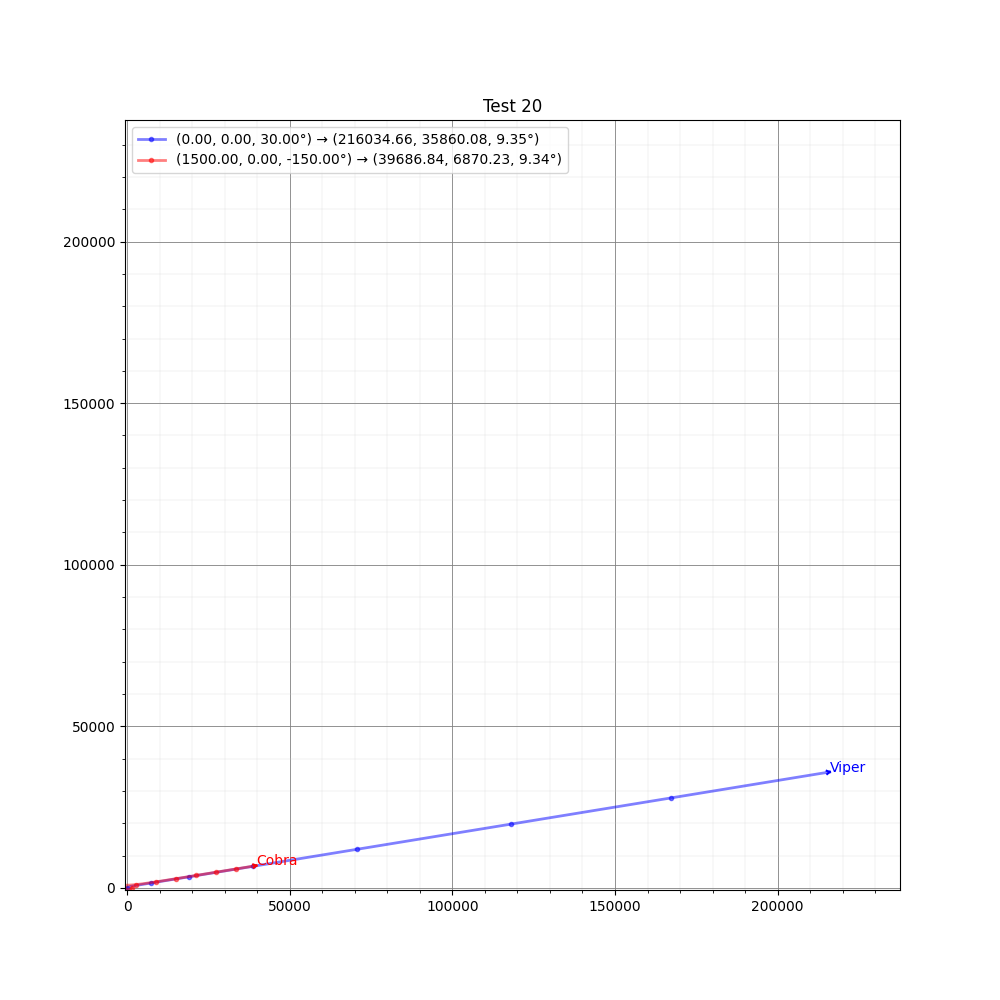 Test 20
(0.00, 0.00, 30.00°) → (216034.66, 35860.08, 9.35°)
(1500.00, 0.00, -150.00°) → (39686.84, 6870.23, 9.34°)
200000
150000
100000
50000
0
Viper
Cobra
0 50000 100000 150000 200000